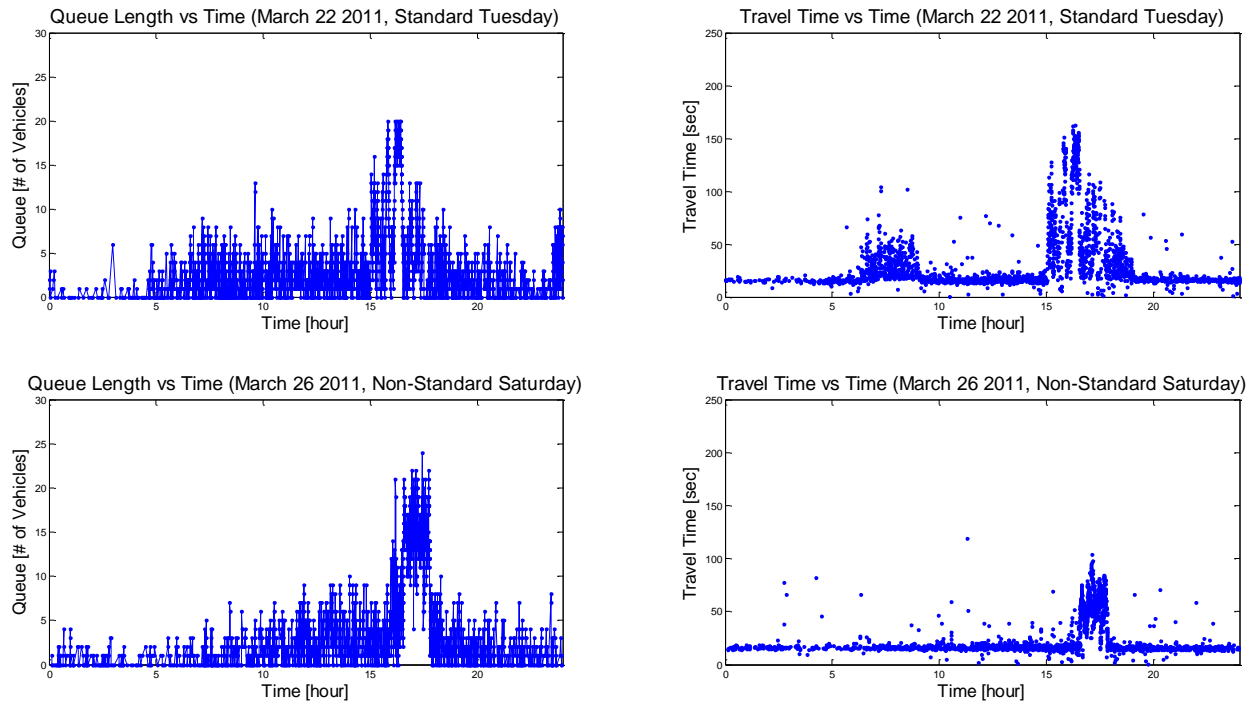 Queue Length vs Time (March 22 2011, Standard Tuesday)
30
25
20
15
10
5
0
Queue [# of Vehicles]
0 5 10 15 20
Time [hour]
Travel Time vs Time (March 22 2011, Standard Tuesday)
250
200
150
100
50
0
Travel Time [sec]
0 5 10 15 20
Time [hour]
Queue Length vs Time (March 26 2011, Non-Standard Saturday)
30
25
20
15
10
5
0
Queue [# of Vehicles]
0 5 10 15 20
Time [hour]
Travel Time vs Time (March 26 2011, Non-Standard Saturday)
250
200
150
100
50
0
Travel Time [sec]
0 5 10 15 20
Time [hour]